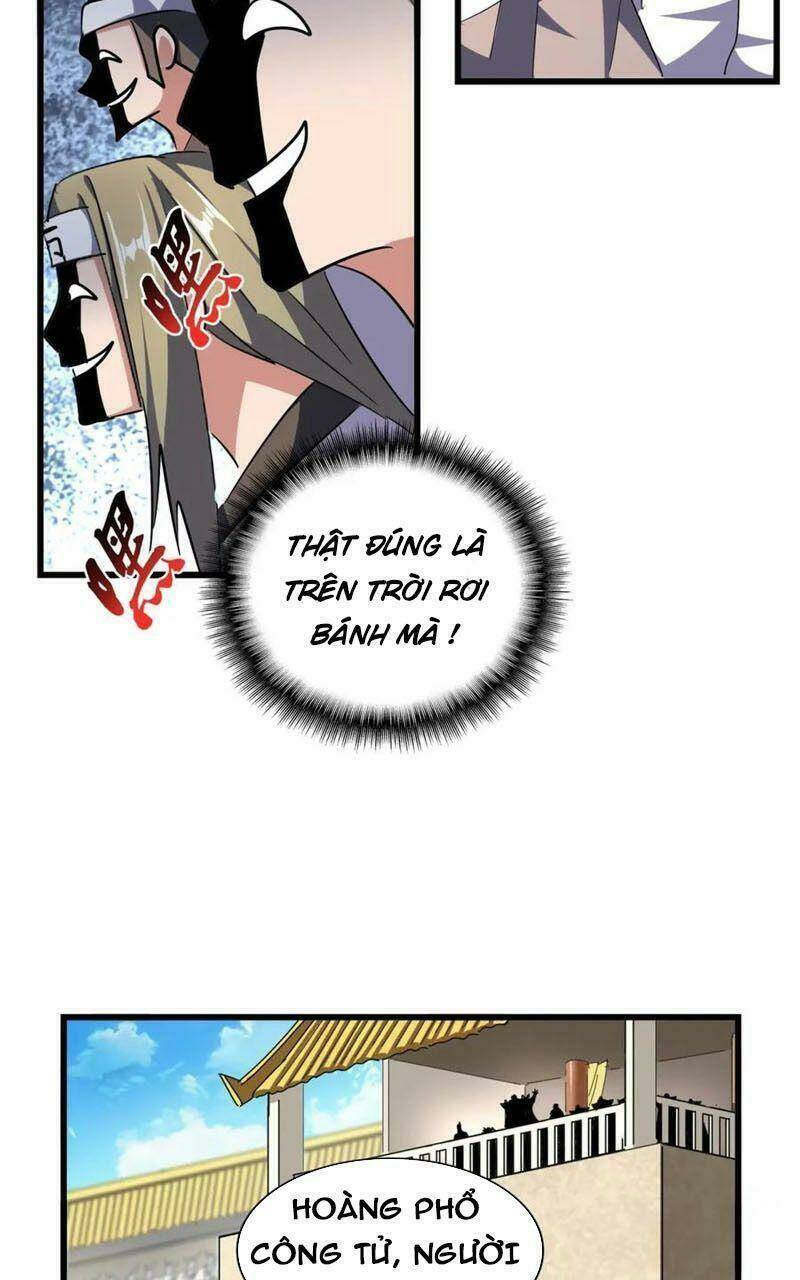 嘿
嘿
THẬT ĐÚNG LÀ
TRÊN TRỜI RƠI
BÁNH MÀ !
HOÀNG PHỔ
CÔNG TỬ, NGƯỜI